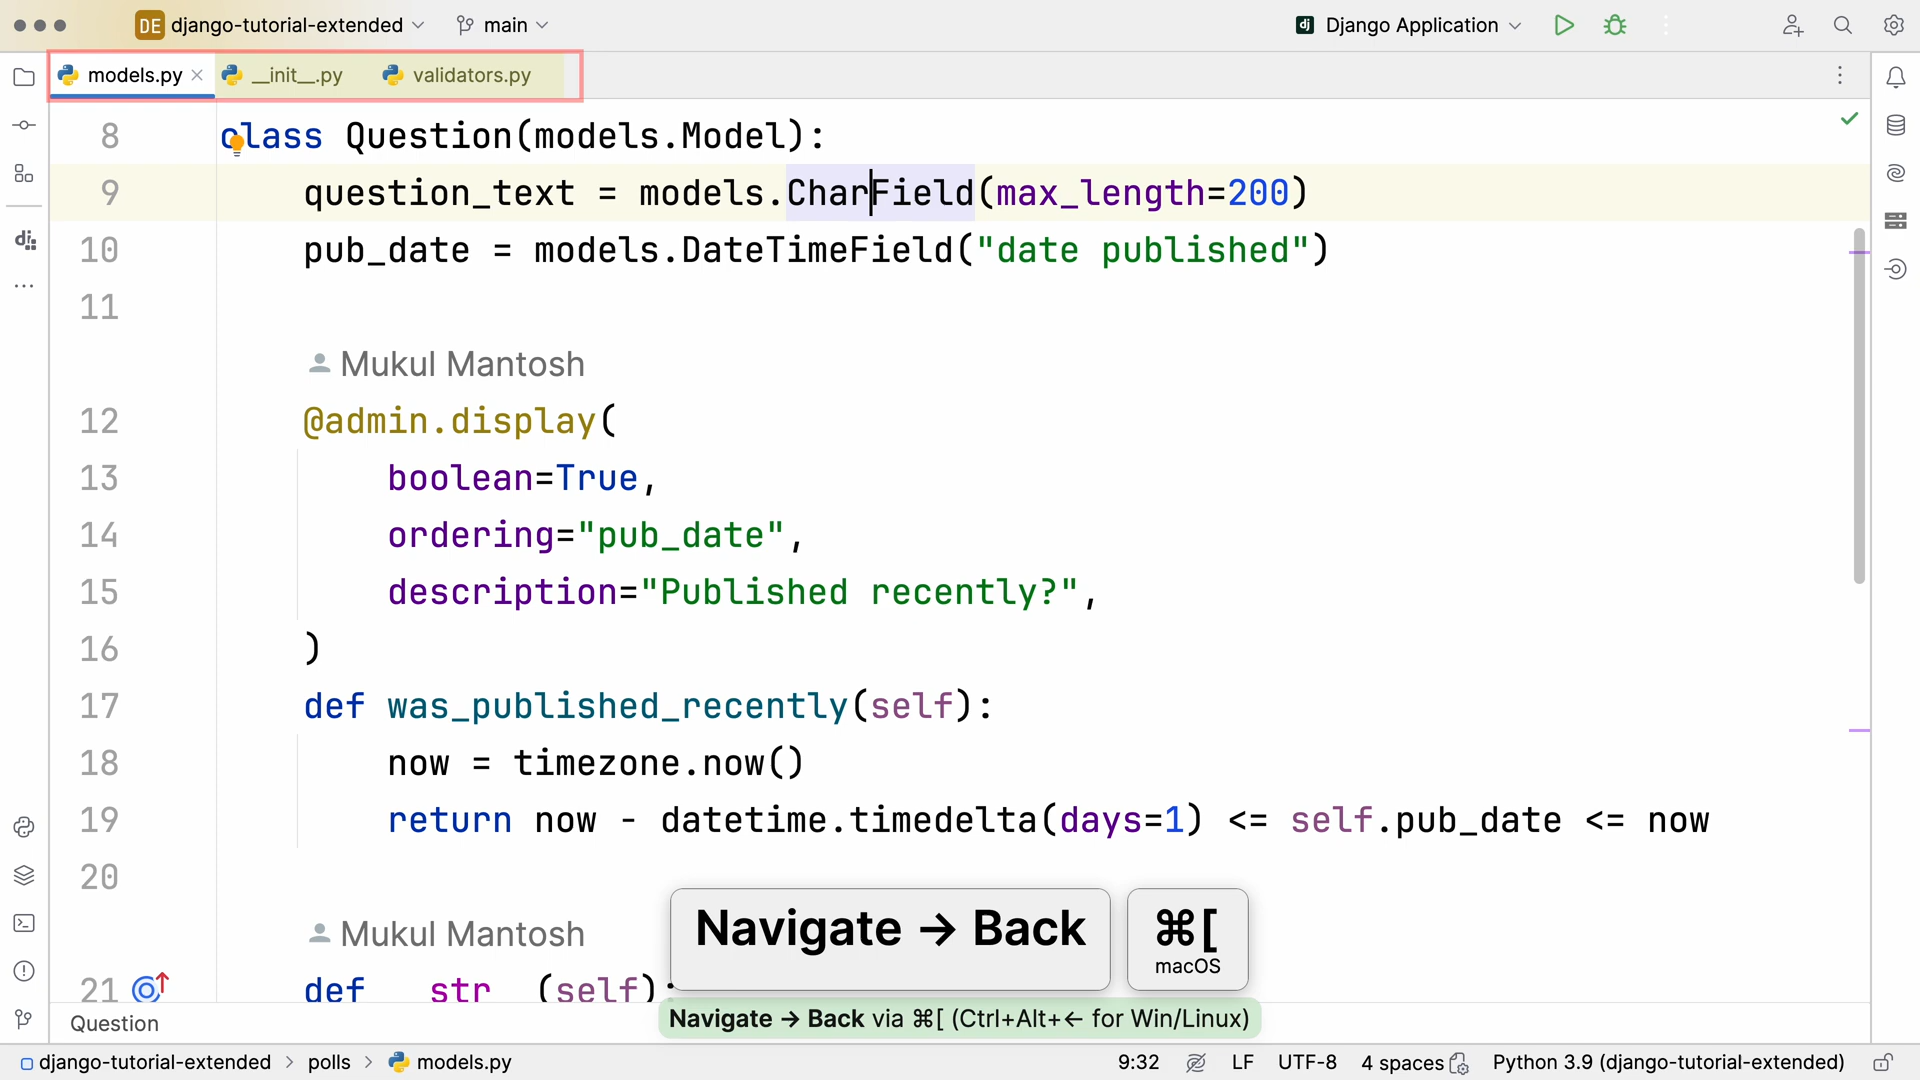 DE django-tutorial-extended main dj Django Application
models.py __init__.py validators.py
8 class Question(models.Model):
9 question_text = models.CharField(max_length=200)
10 pub_date = models.DateTimeField("date published")
11
Mukul Mantosh
12 @admin.display(
13 boolean=True,
14 ordering="pub_date",
15 description="Published recently?",
16 )
17 def was_published_recently(self):
18 now = timezone.now()
19 return now - datetime.timedelta(days=1) <= self.pub_date <= now
20
Mukul Mantosh
21 def __str__(self):
Navigate → Back ⌘[
macOS
Navigate → Back via ⌘[ (Ctrl+Alt+← for Win/Linux)
Question
django-tutorial-extended > polls > models.py 9:32 LF UTF-8 4 spaces Python 3.9 (django-tutorial-extended)